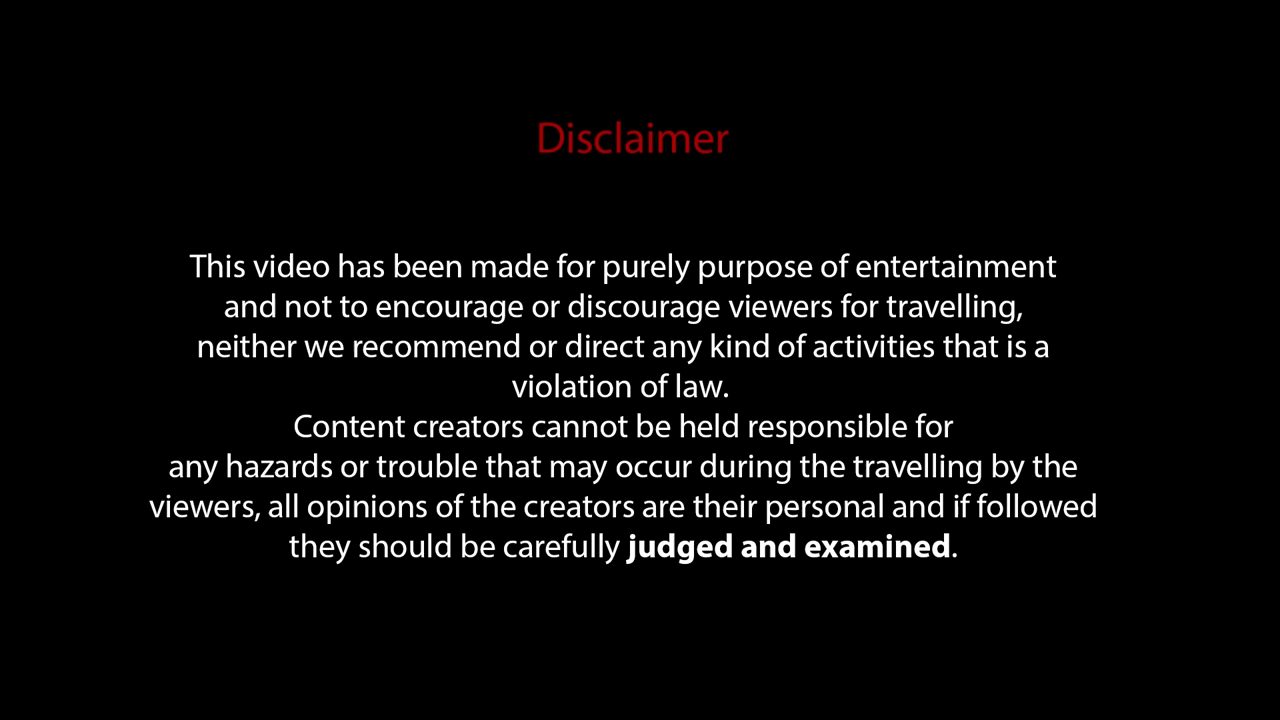 Disclaimer
This video has been made for purely purpose of entertainment
and not to encourage or discourage viewers for travelling,
neither we recommend or direct any kind of activities that is a
violation of law.
Content creators cannot be held responsible for
any hazards or trouble that may occur during the travelling by the
viewers, all opinions of the creators are their personal and if followed
they should be carefully judged and examined.